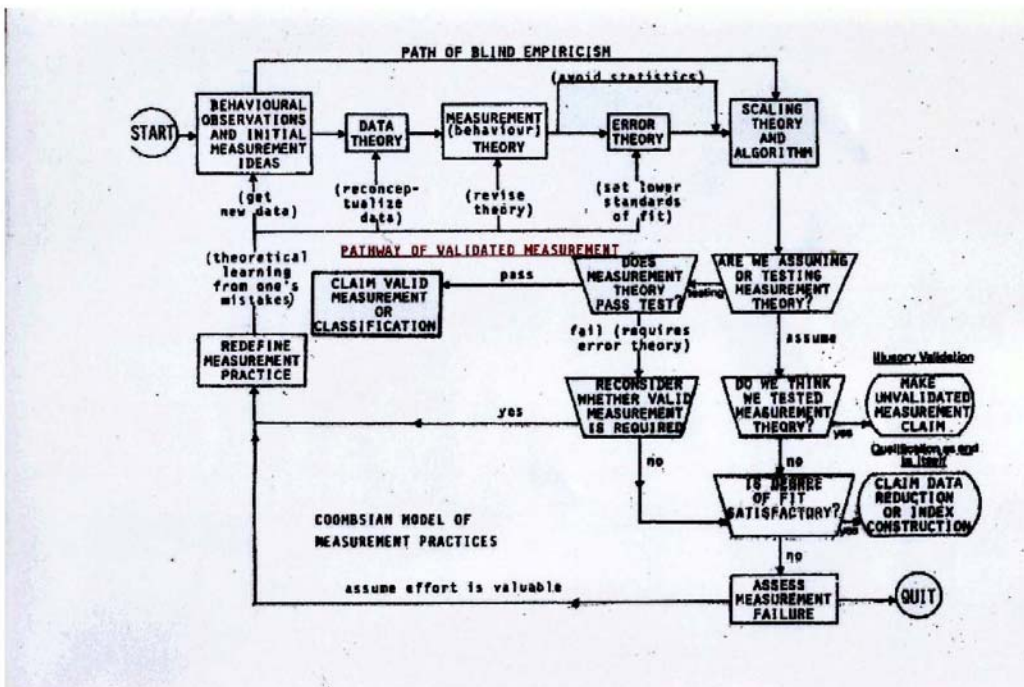 PATH OF BLIND EMPIRICISM
(avoid statistics)
START
BEHAVIOURAL
OBSERVATIONS
AND INITIAL
MEASUREMENT
IDEAS
DATA
THEORY
MEASUREMENT
(behaviour)
THEORY
ERROR
THEORY
SCALING
THEORY
AND
ALGORITHM
(get
new data)
(reconcep-
tualize
data)
(revise
theory)
(set lower
standards
of fit)
PATHWAY OF VALIDATED MEASUREMENT
(theoretical
learning
from one's
mistakes)
CLAIM VALID
MEASUREMENT
OR
CLASSIFICATION
pass
DOES
MEASUREMENT
THEORY
PASS TEST?
testing
ARE WE ASSUMING
OR TESTING
MEASUREMENT
THEORY?
fail (requires
error theory)
assume
REDEFINE
MEASUREMENT
PRACTICE
RECONSIDER
WHETHER VALID
MEASUREMENT
IS REQUIRED
yes
DO WE THINK
WE TESTED
MEASUREMENT
THEORY?
yes
Illusory Validation
MAKE
UNVALIDATED
MEASUREMENT
CLAIM
no
no
Quantification as end
in itself
IS DEGREE
OF FIT
SATISFACTORY?
yes
CLAIM DATA
REDUCTION
OR INDEX
CONSTRUCTION
COOMBSIAN MODEL OF
MEASUREMENT PRACTICES
no
assume effort is valuable
ASSESS
MEASUREMENT
FAILURE
QUIT